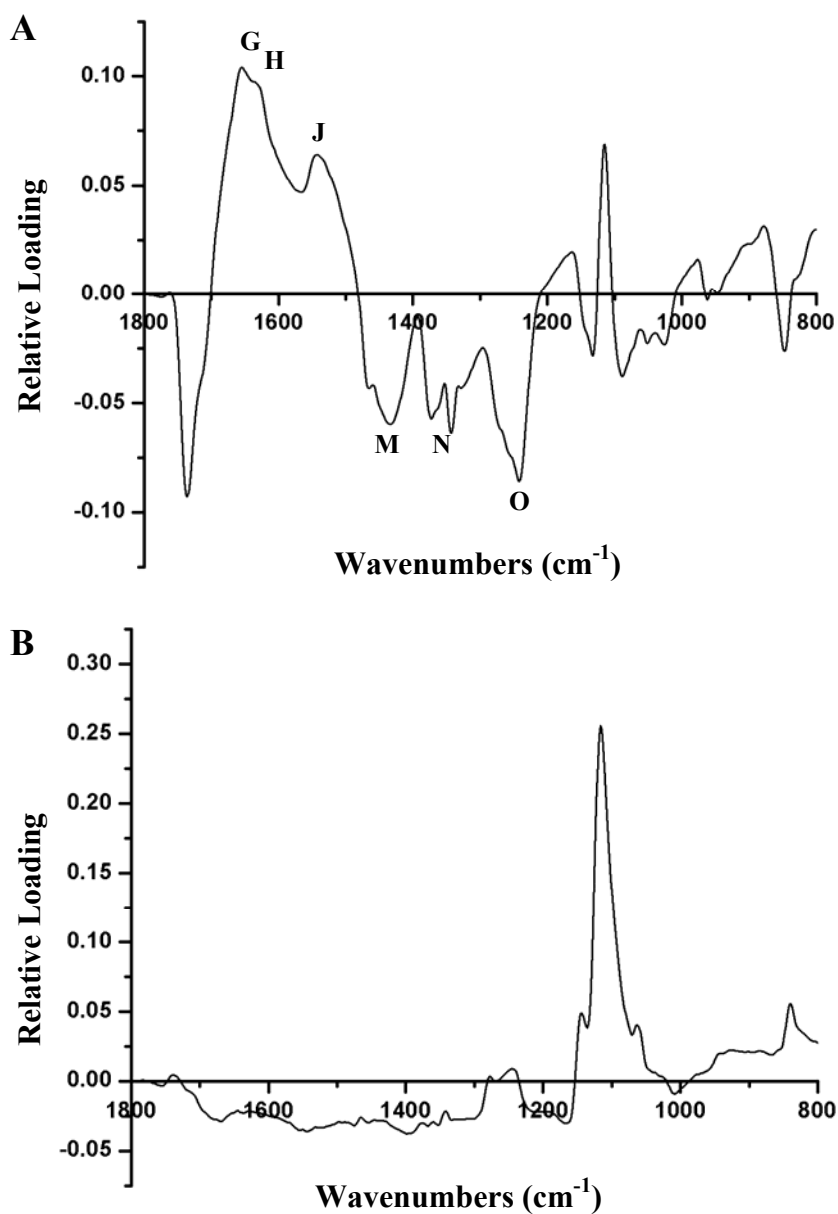 A
G
H
J
0.10
0.05
0.00
-0.05
-0.10
1800 1600 1400 1200 1000 800
M
N
O
Relative Loading
Wavenumbers (cm-1)
B
0.30
0.25
0.20
0.15
0.10
0.05
0.00
-0.05
1800 1600 1400 1200 1000 800
Relative Loading
Wavenumbers (cm-1)